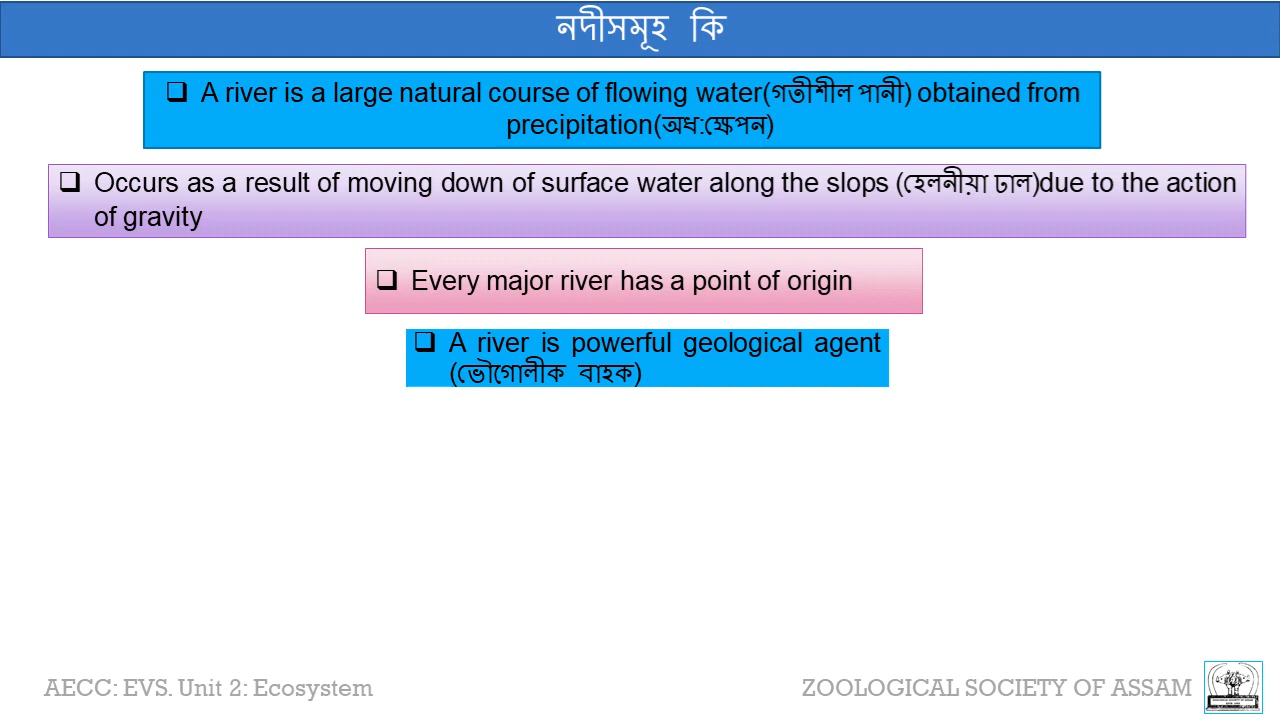 নদীসমূহ কি
❑ A river is a large natural course of flowing water(গতীশীল পানী) obtained from
precipitation(অধ:ক্ষেপন)
❑ Occurs as a result of moving down of surface water along the slops (হেলনীয়া ঢাল)due to the action
of gravity
❑ Every major river has a point of origin
❑ A river is powerful geological agent
(ভৌগোলীক বাহক)
AECC: EVS. Unit 2: Ecosystem
ZOOLOGICAL SOCIETY OF ASSAM